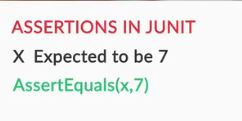 ASSERTIONS IN JUNIT
X Expected to be 7
AssertEquals(x,7)